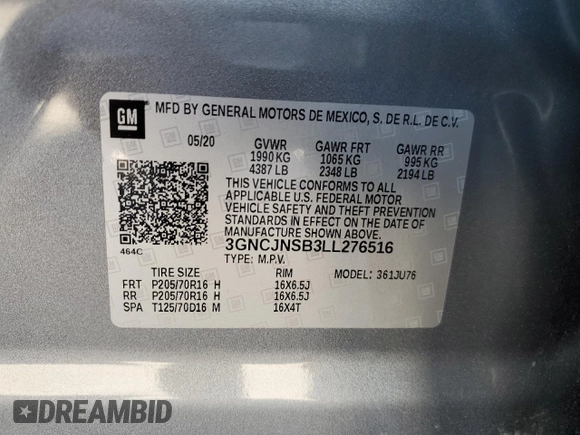 GM
MFD BY GENERAL MOTORS DE MEXICO, S. DE R.L. DE C.V.
05/20 GVWR GAWR FRT GAWR RR
1990 KG 1065 KG 995 KG
4387 LB 2348 LB 2194 LB
THIS VEHICLE CONFORMS TO ALL
APPLICABLE U.S. FEDERAL MOTOR
VEHICLE SAFETY AND THEFT PREVENTION
STANDARDS IN EFFECT ON THE DATE OF
MANUFACTURE SHOWN ABOVE.
464C 3GNCJNSB3LL276516
TYPE: M.P.V.
TIRE SIZE RIM MODEL: 361JU76
FRT P205/70R16 H 16X6.5J
RR P205/70R16 H 16X6.5J
SPA T125/70D16 M 16X4T
DREAMBID